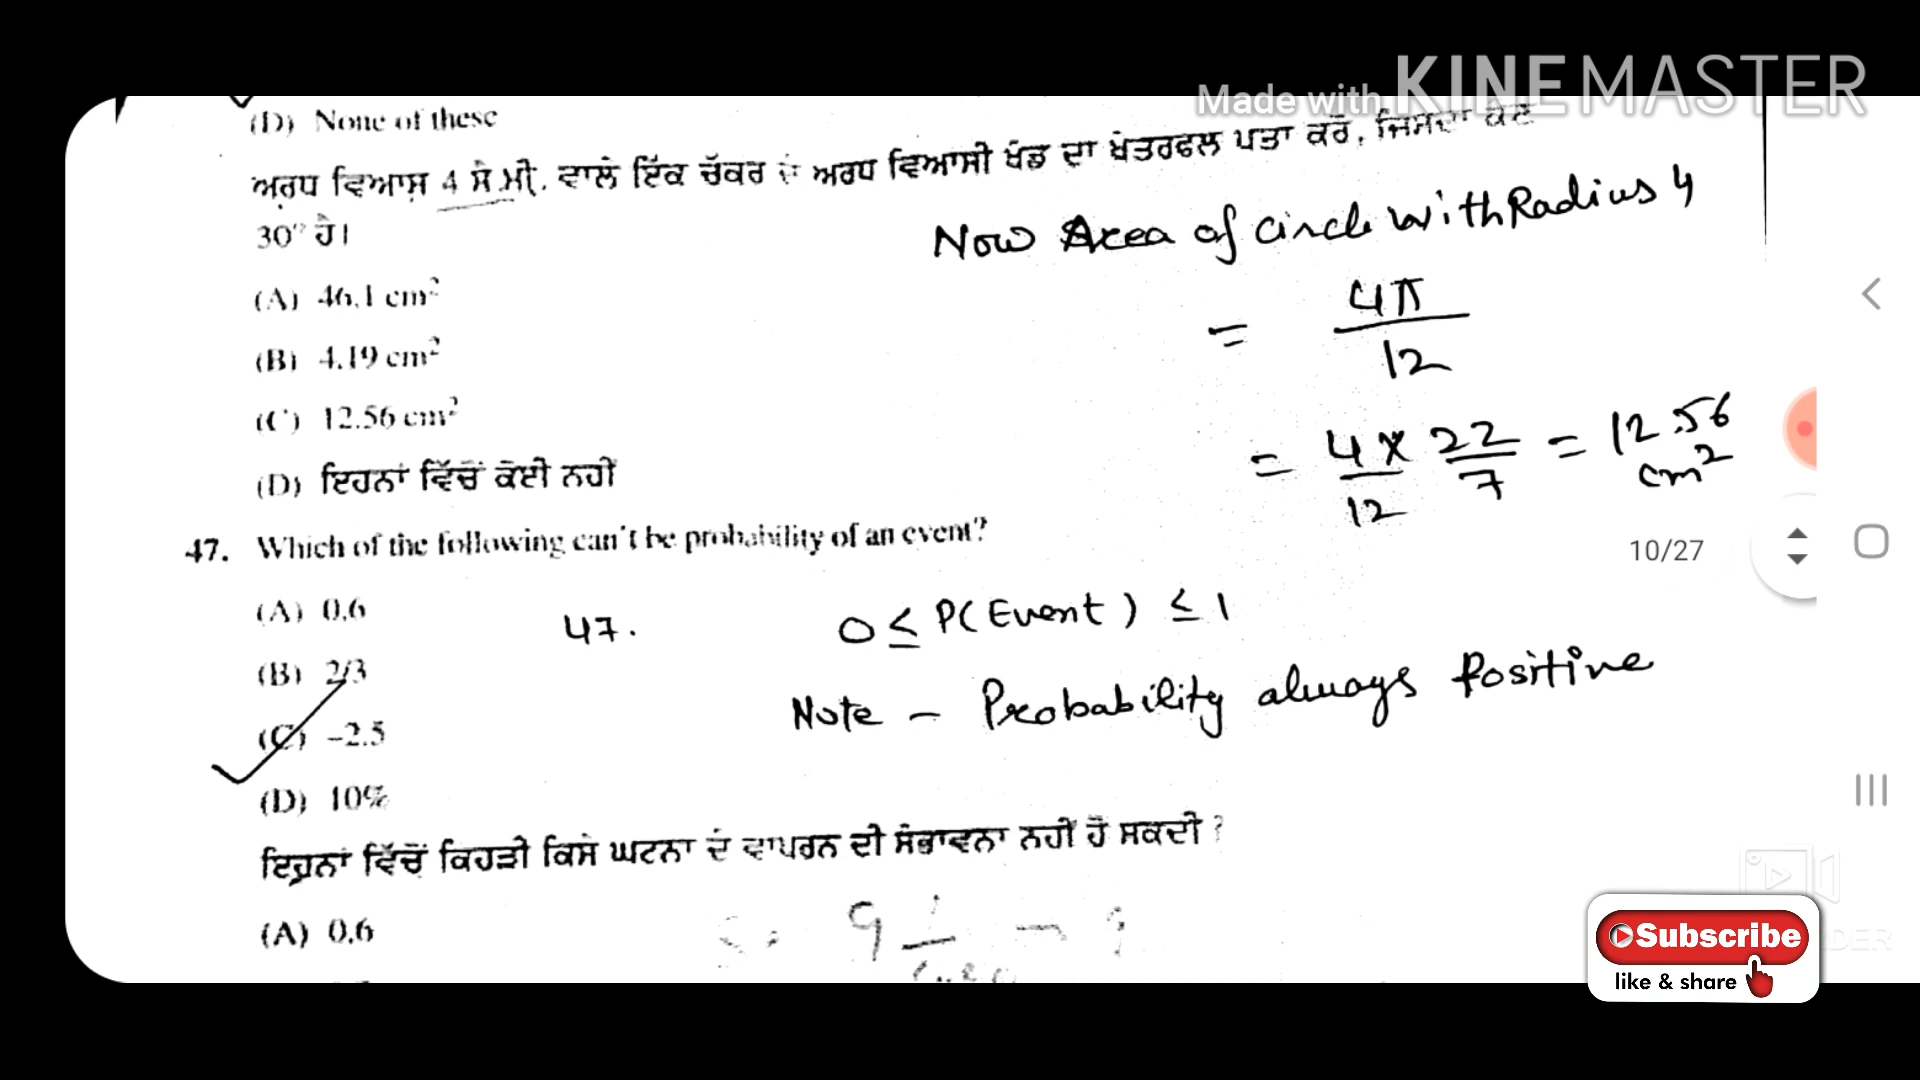 Made with KINEMASTER
(D) None of these
ਅਰਧ ਵਿਆਸ 4 ਸੇ.ਮੀ. ਵਾਲੇ ਇੱਕ ਚੱਕਰ ਦੇ ਅਰਧ ਵਿਆਸੀ ਖੰਡ ਦਾ ਖੇਤਰਫਲ ਪਤਾ ਕਰੋ, ਜਿਸਦਾ ਕੋਣ
30° ਹੈ।
Now Area of Circle With Radius 4
(A) 46.1 cm²
= 4π/12
(B) 4.19 cm²
(C) 12.56 cm²
= 4/12 × 22/7 = 12.56 cm²
(D) ਇਹਨਾਂ ਵਿੱਚੋਂ ਕੋਈ ਨਹੀਂ
47. Which of the following can't be probability of an event?
10/27
(A) 0.6
47. 0 ≤ P(Event) ≤ 1
(B) 2/3
Note - Probability always Positive
(C) -2.5
(D) 10%
ਇਹਨਾਂ ਵਿੱਚੋਂ ਕਿਹੜੀ ਕਿਸੇ ਘਟਨਾ ਦੇ ਵਾਪਰਨ ਦੀ ਸੰਭਾਵਨਾ ਨਹੀਂ ਹੋ ਸਕਦੀ ?
(A) 0.6
Subscribe
like & share